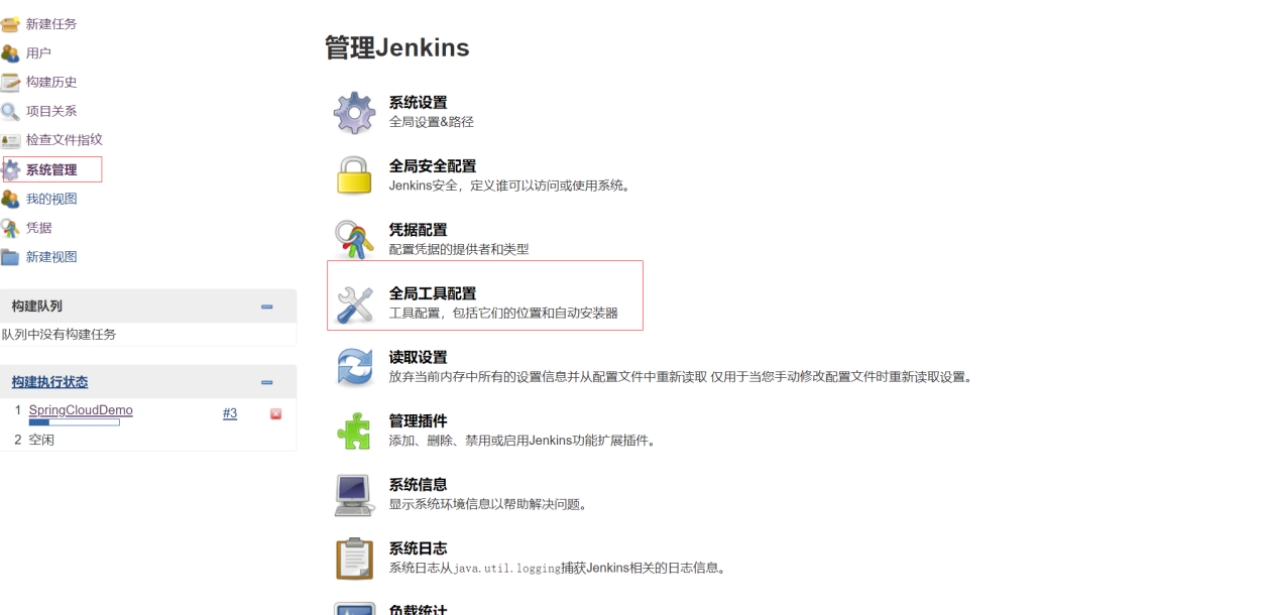 新建任务
用户
构建历史
项目关系
检查文件指纹
系统管理
我的视图
凭据
新建视图
构建队列
队列中没有构建任务
构建执行状态
1 SpringCloudDemo #3
2 空闲
管理Jenkins
系统设置
全局设置&路径
全局安全配置
Jenkins安全，定义谁可以访问或使用系统。
凭据配置
配置凭据的提供者和类型
全局工具配置
工具配置，包括它们的位置和自动安装器
读取设置
放弃当前内存中所有的设置信息并从配置文件中重新读取 仅用于当您手动修改配置文件时重新读取设置。
管理插件
添加、删除、禁用或启用Jenkins功能扩展插件。
系统信息
显示系统环境信息以帮助解决问题。
系统日志
系统日志从java.util.logging捕获Jenkins相关的日志信息。
负载统计